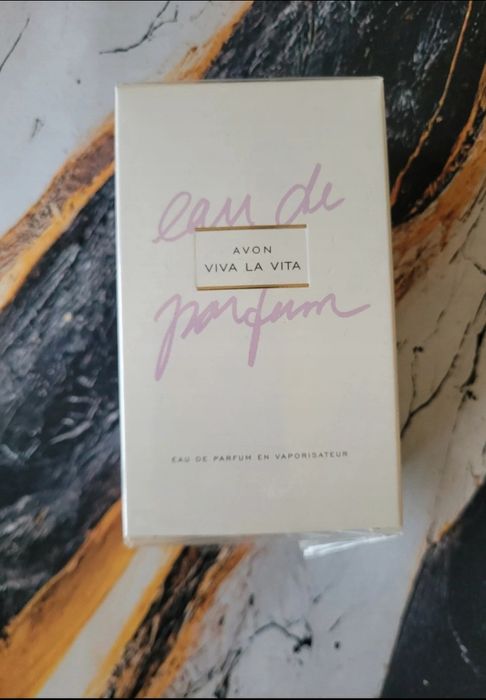 eau de
AVON
VIVA LA VITA
parfum
EAU DE PARFUM EN VAPORISATEUR